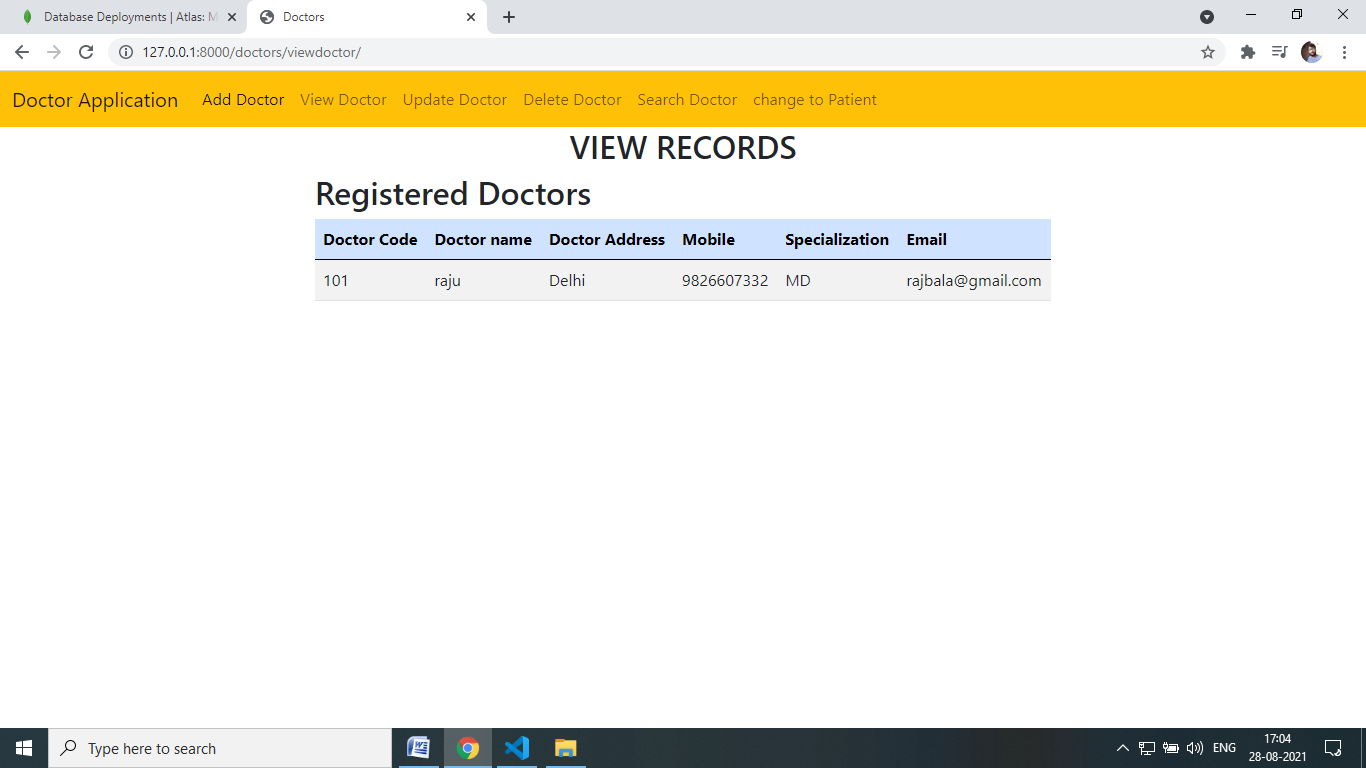 Database Deployments | Atlas: M
Doctors
127.0.0.1:8000/doctors/viewdoctor/
Doctor Application Add Doctor View Doctor Update Doctor Delete Doctor Search Doctor change to Patient
VIEW RECORDS
Registered Doctors
Doctor Code Doctor name Doctor Address Mobile Specialization Email
101 raju Delhi 9826607332 MD rajbala@gmail.com
Type here to search
ENG
17:04
28-08-2021